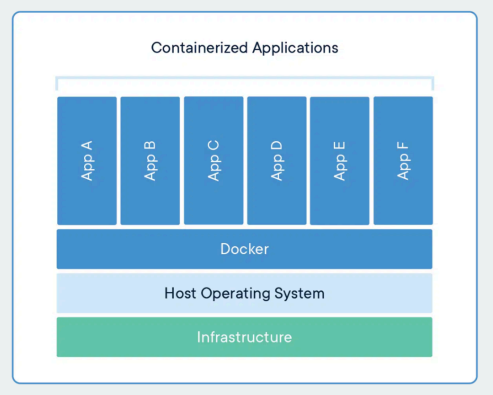 Containerized Applications
App A
App B
App C
App D
App E
App F
Docker
Host Operating System
Infrastructure